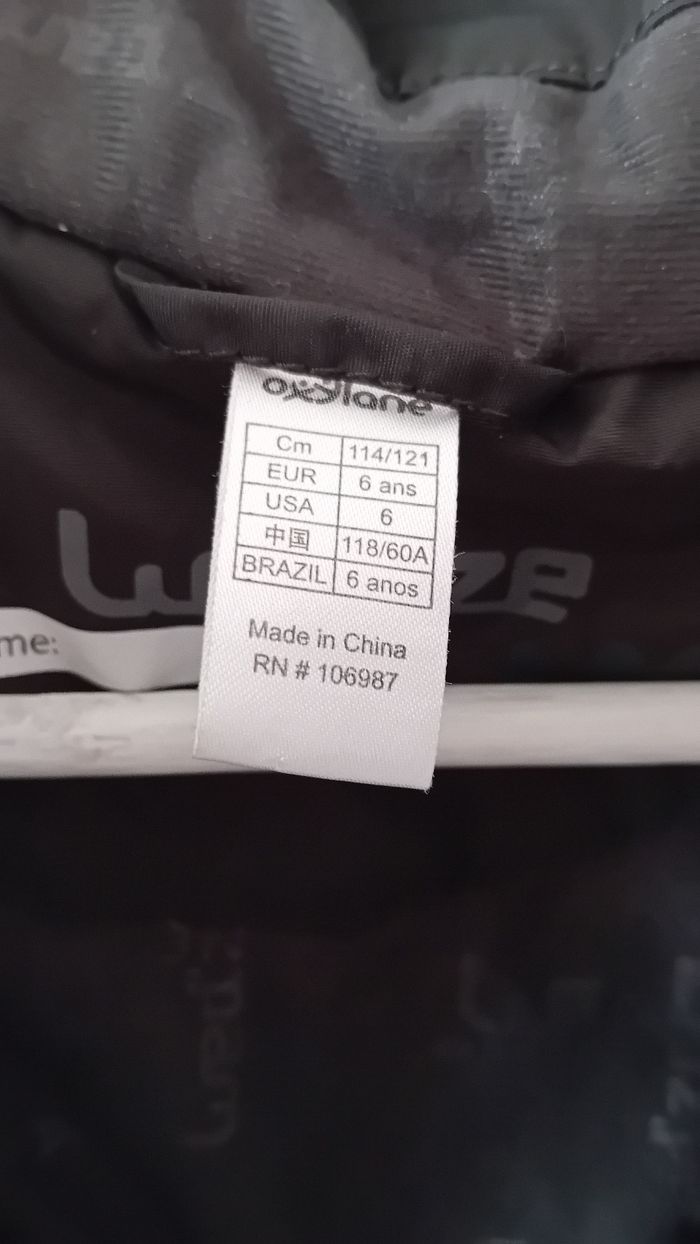 oxylane
Cm 114/121
EUR 6 ans
USA 6
中国 118/60A
BRAZIL 6 anos
me:
Made in China
RN # 106987